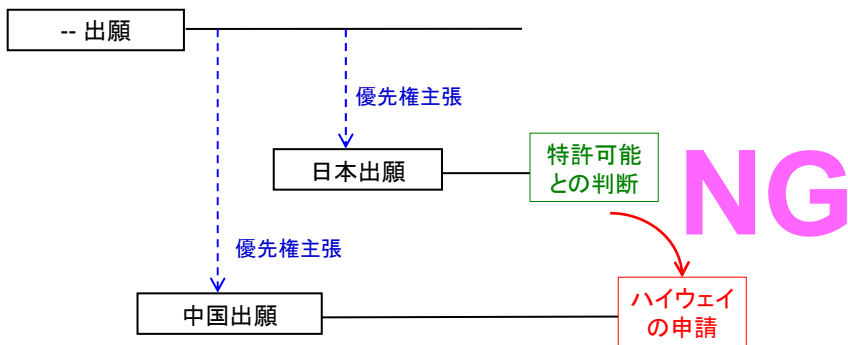 -- 出願
優先権主張
日本出願
特許可能
との判断
NG
優先権主張
中国出願
ハイウェイ
の申請